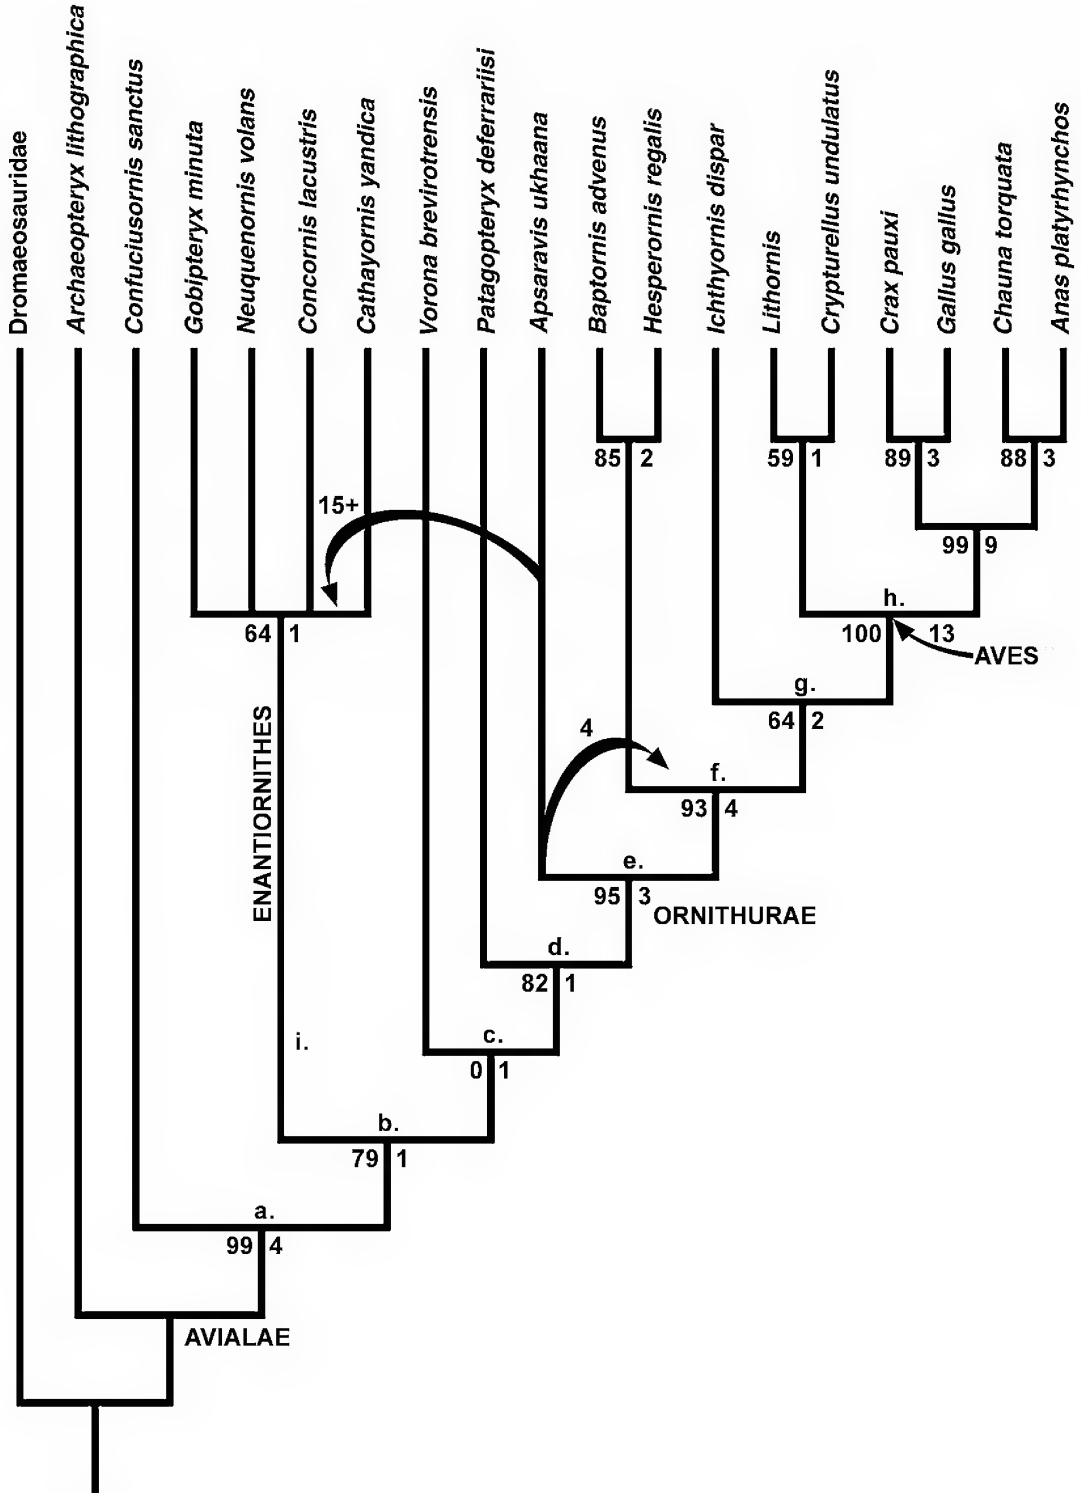 Dromaeosauridae
Archaeopteryx lithographica
Confuciusornis sanctus
Gobipteryx minuta
Neuquenornis volans
Concornis lacustris
Cathayornis yandica
Vorona brevirotrensis
Patagopteryx deferrariisi
Apsaravis ukhaana
Baptornis advenus
Hesperornis regalis
Ichthyornis dispar
Lithornis
Crypturellus undulatus
Crax pauxi
Gallus gallus
Chauna torquata
Anas platyrhynchos
85 2
59 1
89 3
88 3
15+
99 9
h.
64 1
100 13
AVES
g.
64 2
4
ENANTIORNITHES
f.
93 4
e.
95 3
ORNITHURAE
d.
82 1
i.
c.
0 1
b.
79 1
a.
99 4
AVIALAE